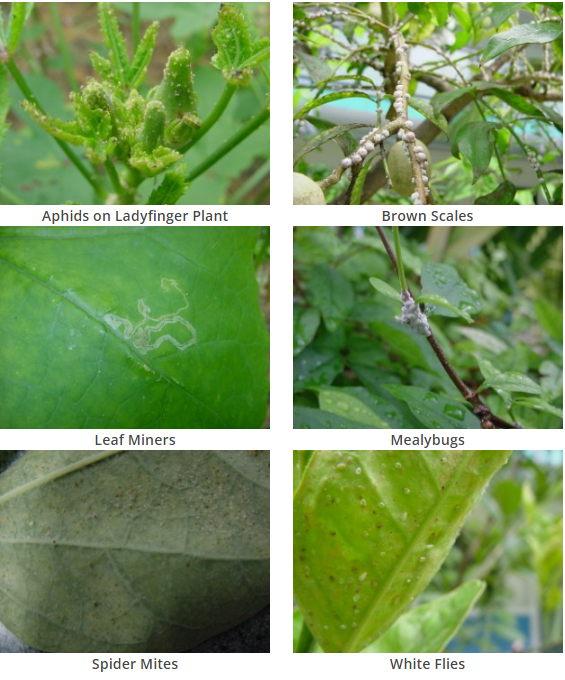 Aphids on Ladyfinger Plant
Brown Scales
Leaf Miners
Mealybugs
Spider Mites
White Flies